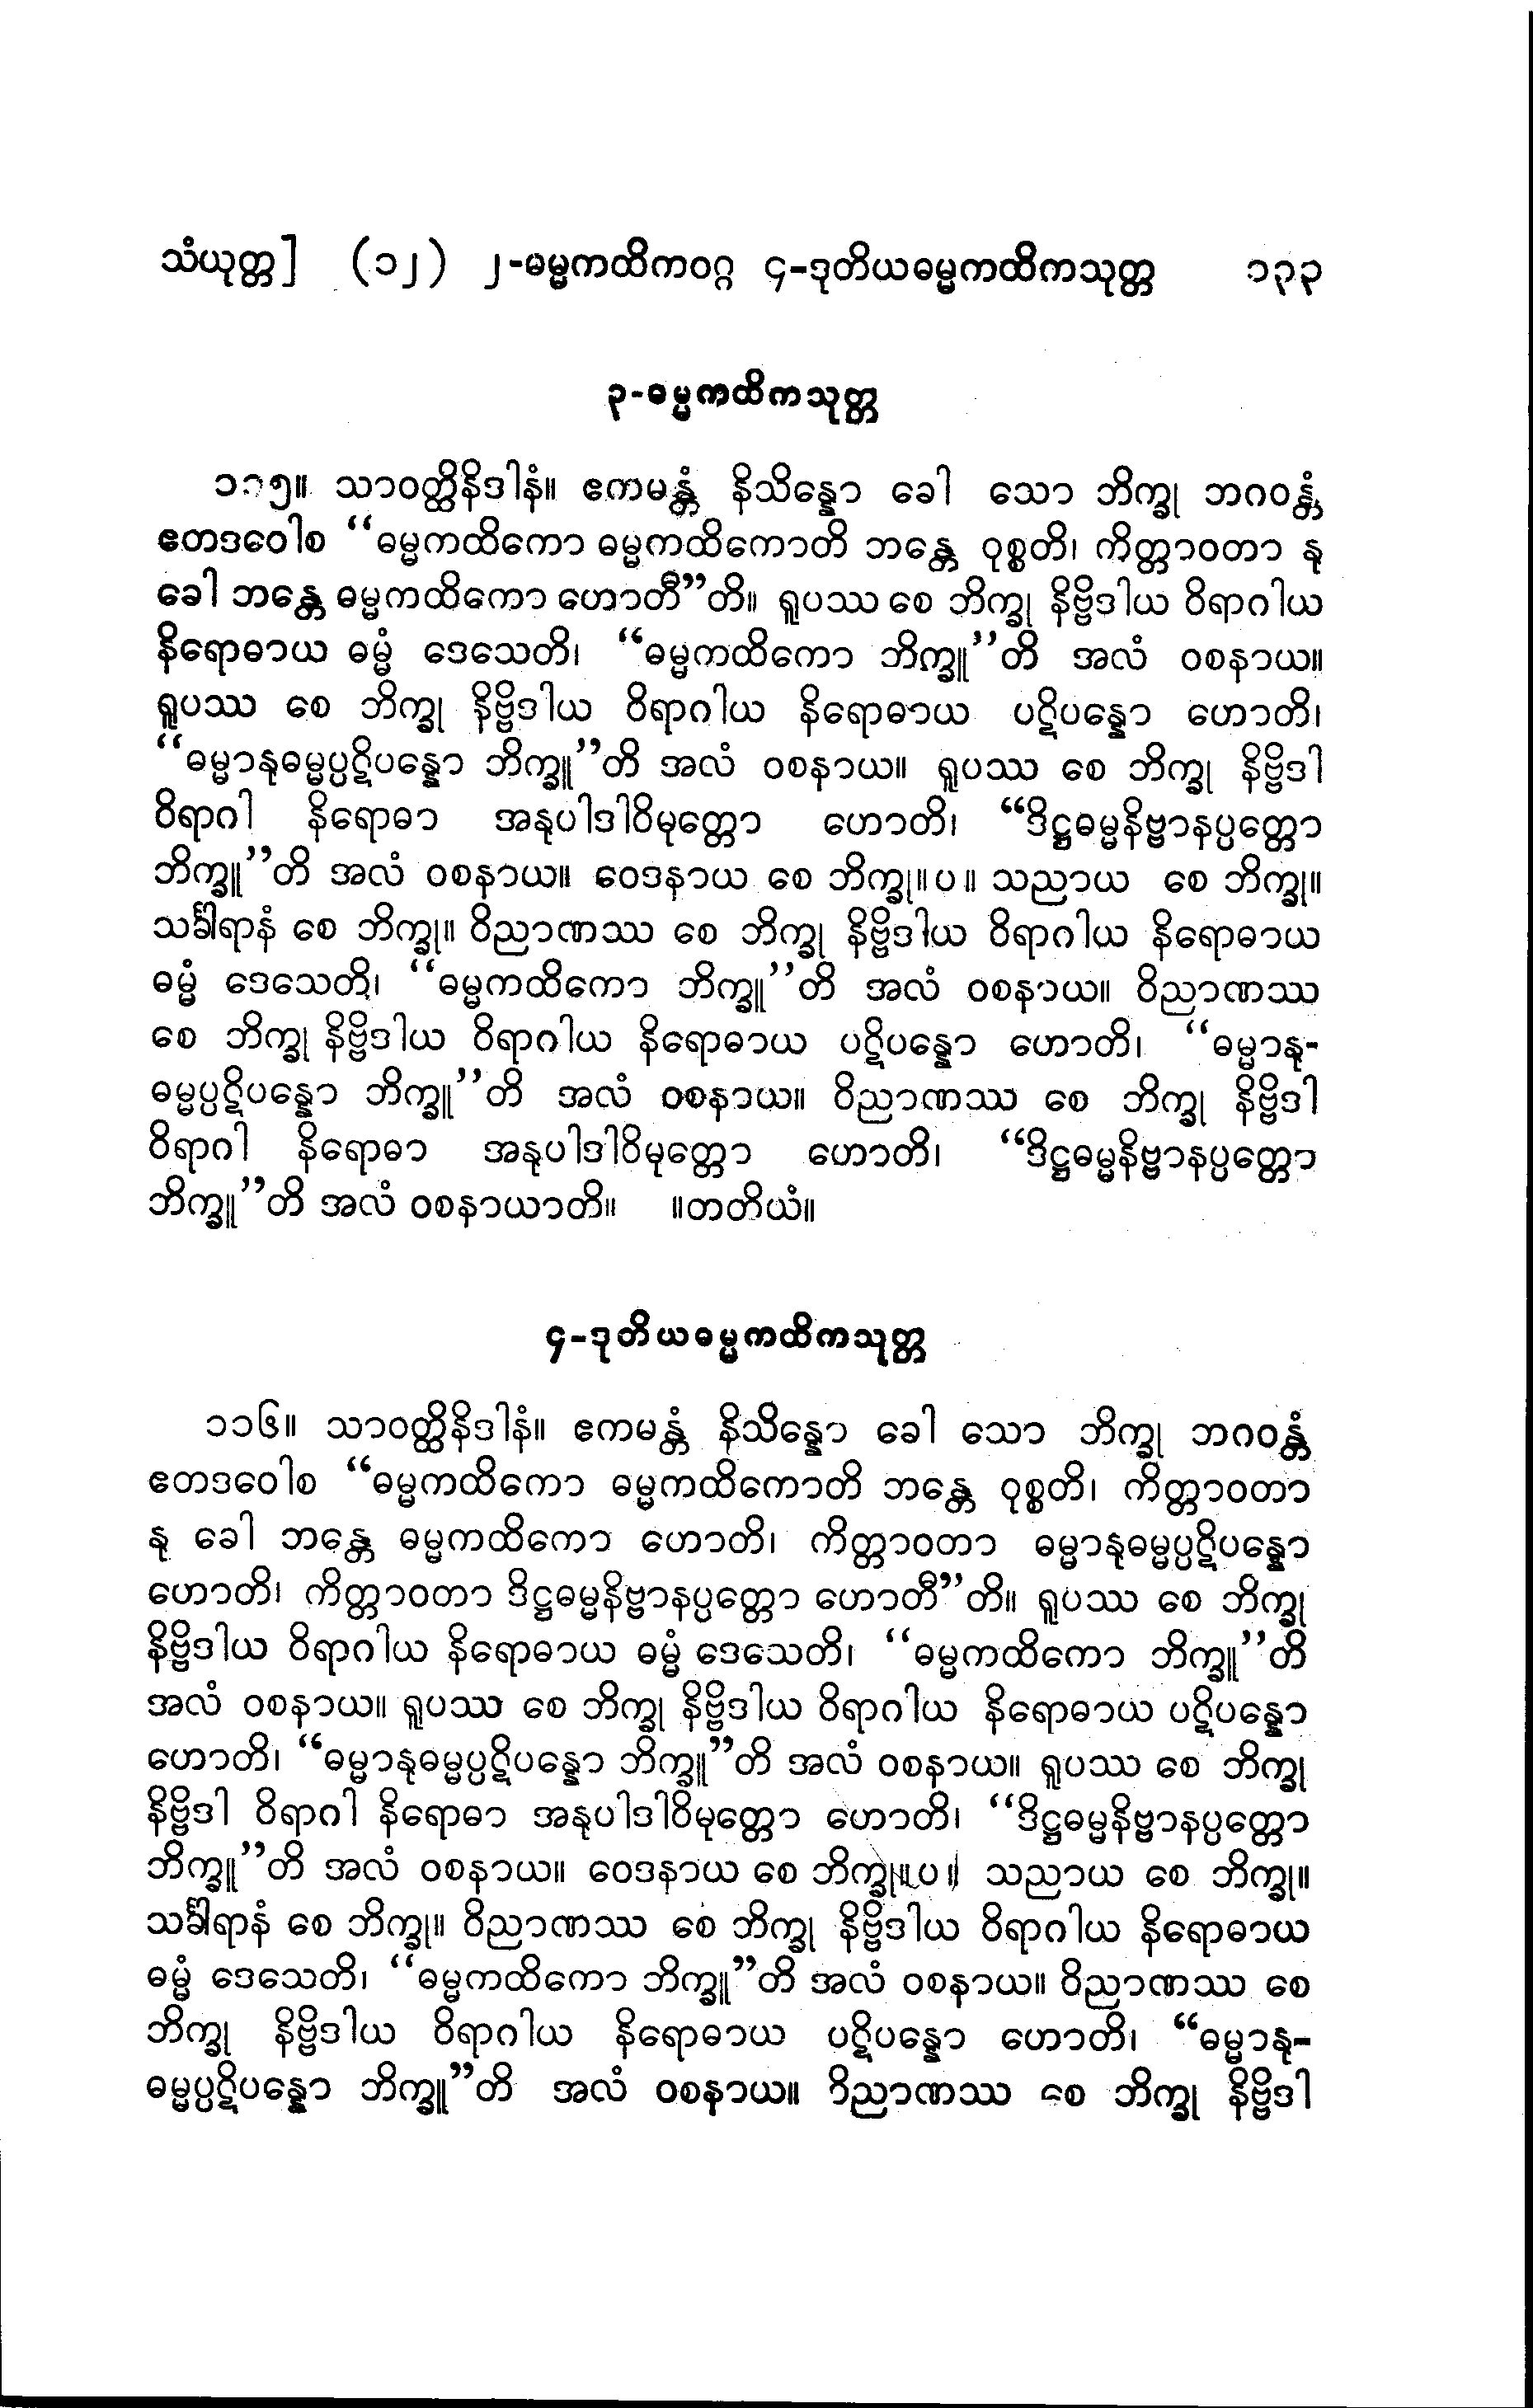 သံယုတ္တ] (၁၂) ၂-ဓမ္မကထိကဝဂ္ဂ ၄-ဒုတိယဓမ္မကထိကသုတ္တ ၁၃၃
၃-ဓမ္မကထိကသုတ္တ
၁၁၅။ သာဝတ္ထိနိဒါနံ။ ဧကမန္တံ နိသိန္နော ခေါ သော ဘိက္ခု ဘဂဝန္တံ
ဧတဒဝေါစ “ဓမ္မကထိကော ဓမ္မကထိကောတိ ဘန္တေ ဝုစ္စတိ၊ ကိတ္တာဝတာ နု
ခေါ ဘန္တေ ဓမ္မကထိကော ဟောတီ”တိ။ ရူပဿ စေ ဘိက္ခု နိဗ္ဗိဒါယ ဝိရာဂါယ
နိရောဓာယ ဓမ္မံ ဒေသေတိ၊ “ဓမ္မကထိကော ဘိက္ခူ”တိ အလံ ဝစနာယ။
ရူပဿ စေ ဘိက္ခု နိဗ္ဗိဒါယ ဝိရာဂါယ နိရောဓာယ ပဋိပန္နော ဟောတိ၊
“ဓမ္မာနုဓမ္မပ္ပဋိပန္နော ဘိက္ခူ”တိ အလံ ဝစနာယ။ ရူပဿ စေ ဘိက္ခု နိဗ္ဗိဒါ
ဝိရာဂါ နိရောဓာ အနုပါဒါဝိမုတ္တော ဟောတိ၊ “ဒိဋ္ဌဓမ္မနိဗ္ဗာနပ္ပတ္တော
ဘိက္ခူ”တိ အလံ ဝစနာယ။ ဝေဒနာယ စေ ဘိက္ခု။ပ။ သညာယ စေ ဘိက္ခု။
သင်္ခါရာနံ စေ ဘိက္ခု။ ဝိညာဏဿ စေ ဘိက္ခု နိဗ္ဗိဒါယ ဝိရာဂါယ နိရောဓာယ
ဓမ္မံ ဒေသေတိ၊ “ဓမ္မကထိကော ဘိက္ခူ”တိ အလံ ဝစနာယ။ ဝိညာဏဿ
စေ ဘိက္ခု နိဗ္ဗိဒါယ ဝိရာဂါယ နိရောဓာယ ပဋိပန္နော ဟောတိ၊ “ဓမ္မာနု-
ဓမ္မပ္ပဋိပန္နော ဘိက္ခူ”တိ အလံ ဝစနာယ။ ဝိညာဏဿ စေ ဘိက္ခု နိဗ္ဗိဒါ
ဝိရာဂါ နိရောဓာ အနုပါဒါဝိမုတ္တော ဟောတိ၊ “ဒိဋ္ဌဓမ္မနိဗ္ဗာနပ္ပတ္တော
ဘိက္ခူ”တိ အလံ ဝစနာယာတိ။ ။တတိယံ။
၄-ဒုတိယဓမ္မကထိကသုတ္တ
၁၁၆။ သာဝတ္ထိနိဒါနံ။ ဧကမန္တံ နိသိန္နော ခေါ သော ဘိက္ခု ဘဂဝန္တံ
ဧတဒဝေါစ “ဓမ္မကထိကော ဓမ္မကထိကောတိ ဘန္တေ ဝုစ္စတိ၊ ကိတ္တာဝတာ
နု ခေါ ဘန္တေ ဓမ္မကထိကော ဟောတိ၊ ကိတ္တာဝတာ ဓမ္မာနုဓမ္မပ္ပဋိပန္နော
ဟောတိ၊ ကိတ္တာဝတာ ဒိဋ္ဌဓမ္မနိဗ္ဗာနပ္ပတ္တော ဟောတီ”တိ။ ရူပဿ စေ ဘိက္ခု
နိဗ္ဗိဒါယ ဝိရာဂါယ နိရောဓာယ ဓမ္မံ ဒေသေတိ၊ “ဓမ္မကထိကော ဘိက္ခူ”တိ
အလံ ဝစနာယ။ ရူပဿ စေ ဘိက္ခု နိဗ္ဗိဒါယ ဝိရာဂါယ နိရောဓာယ ပဋိပန္နော
ဟောတိ၊ “ဓမ္မာနုဓမ္မပ္ပဋိပန္နော ဘိက္ခူ”တိ အလံ ဝစနာယ။ ရူပဿ စေ ဘိက္ခု
နိဗ္ဗိဒါ ဝိရာဂါ နိရောဓာ အနုပါဒါဝိမုတ္တော ဟောတိ၊ “ဒိဋ္ဌဓမ္မနိဗ္ဗာနပ္ပတ္တော
ဘိက္ခူ”တိ အလံ ဝစနာယ။ ဝေဒနာယ စေ ဘိက္ခု။ပ။ သညာယ စေ ဘိက္ခု။
သင်္ခါရာနံ စေ ဘိက္ခု။ ဝိညာဏဿ စေ ဘိက္ခု နိဗ္ဗိဒါယ ဝိရာဂါယ နိရောဓာယ
ဓမ္မံ ဒေသေတိ၊ “ဓမ္မကထိကော ဘိက္ခူ”တိ အလံ ဝစနာယ။ ဝိညာဏဿ စေ
ဘိက္ခု နိဗ္ဗိဒါယ ဝိရာဂါယ နိရောဓာယ ပဋိပန္နော ဟောတိ၊ “ဓမ္မာနု-
ဓမ္မပ္ပဋိပန္နော ဘိက္ခူ”တိ အလံ ဝစနာယ။ ဝိညာဏဿ စေ ဘိက္ခု နိဗ္ဗိဒါ